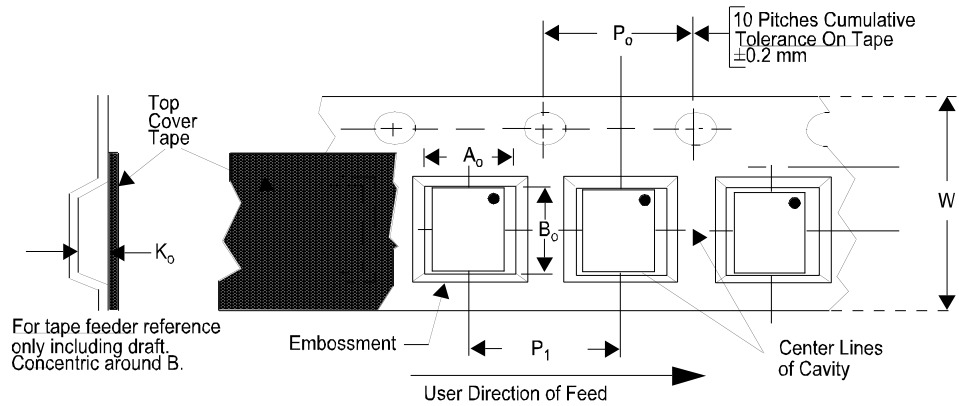 10 Pitches Cumulative
Tolerance On Tape
±0.2 mm
Po
Top
Cover
Tape
Ao
Bo
W
Ko
For tape feeder reference
only including draft.
Concentric around B.
Embossment
P1
Center Lines
of Cavity
User Direction of Feed